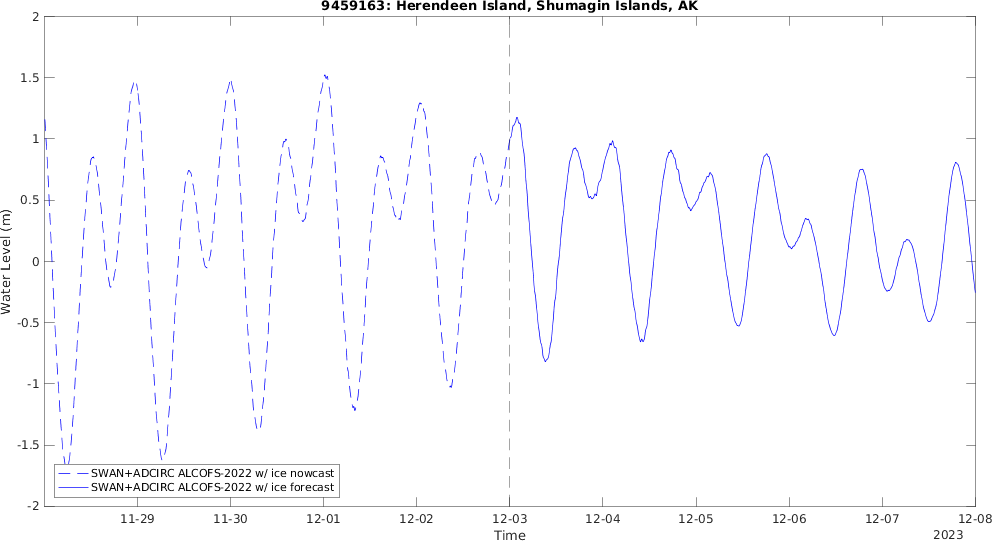 9459163: Herendeen Island, Shumagin Islands, AK
Water Level (m)
2
1.5
1
0.5
0
-0.5
-1
-1.5
-2
SWAN+ADCIRC ALCOFS-2022 w/ ice nowcast
SWAN+ADCIRC ALCOFS-2022 w/ ice forecast
11-29 11-30 12-01 12-02 12-03 12-04 12-05 12-06 12-07 12-08
Time
2023